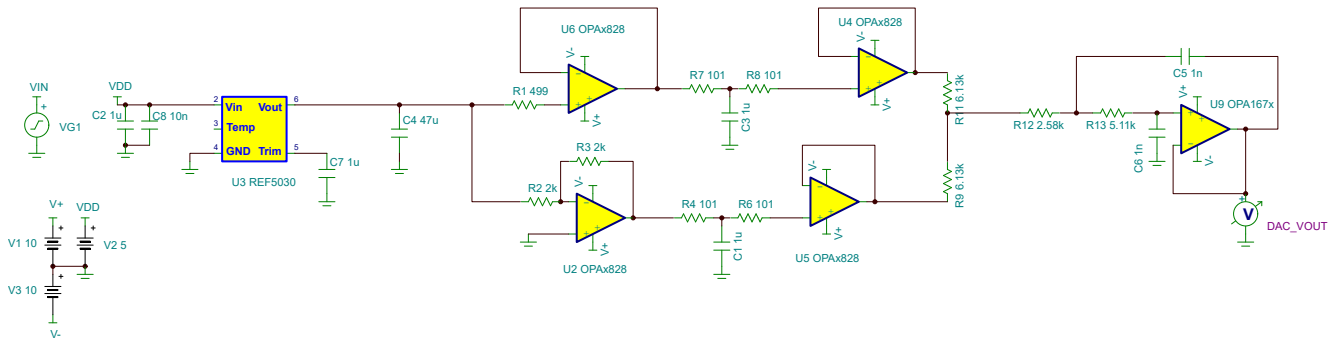 VIN
+
VG1
VDD
C2 1u
C8 10n
2
Vin
Vout
6
3
Temp
4
GND
Trim
5
U3 REF5030
C7 1u
C4 47u
R1 499
U6 OPAx828
V-
−
+
+
V+
R7 101
R8 101
C3 1u
U4 OPAx828
V-
−
+
+
V+
R11 6.13k
R2 2k
R3 2k
V-
−
+
+
V+
U2 OPAx828
R4 101
R6 101
C1 1u
V-
−
+
+
V+
U5 OPAx828
R9 6.13k
R12 2.58k
R13 5.11k
C5 1n
C6 1n
V+
U9 OPA167x
+
+
−
V-
+
V
DAC_VOUT
V+
VDD
+
+
V1 10
V2 5
+
V3 10
V-